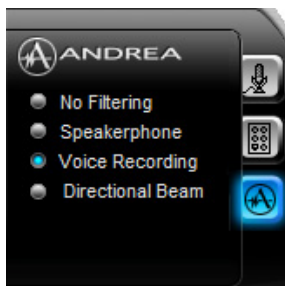 ANDREA
No Filtering
Speakerphone
Voice Recording
Directional Beam